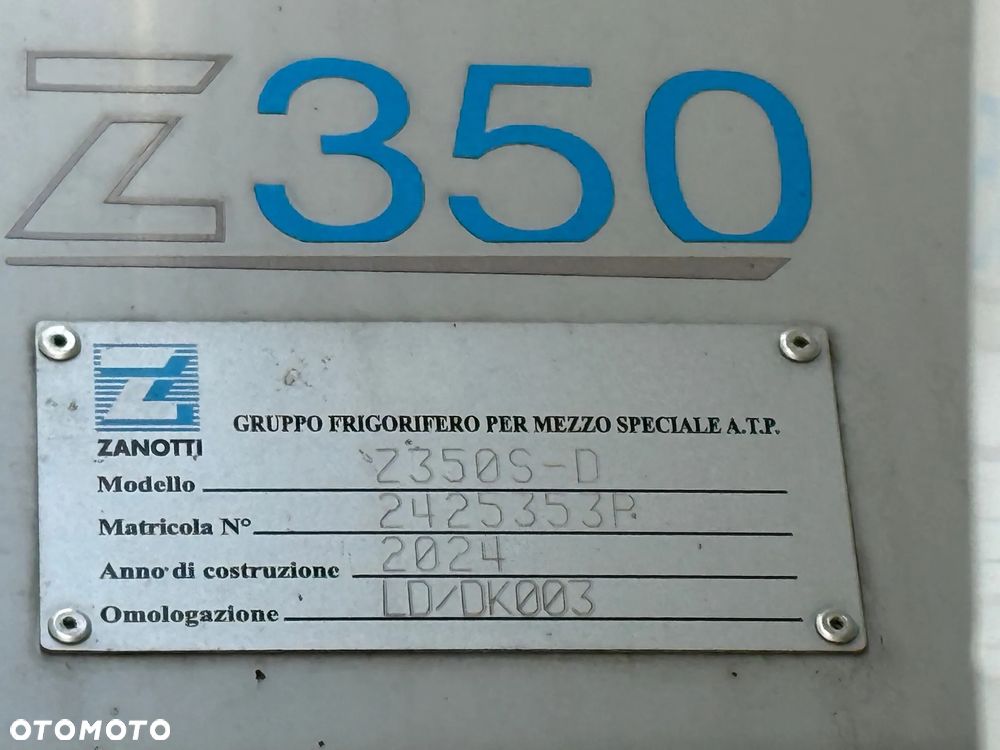 Z350
ZANOTTI
GRUPPO FRIGORIFERO PER MEZZO SPECIALE A.T.P.
Modello Z350S-D
Matricola N° 2425353P
Anno di costruzione 2024
Omologazione LD/DK003
OTOMOTO